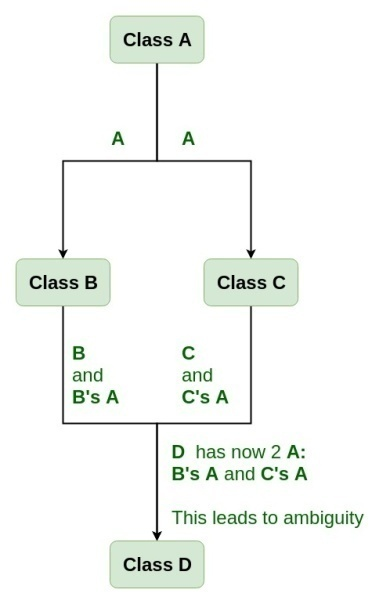 Class A
A
A
Class B
Class C
B
and
B's A
C
and
C's A
D has now 2 A:
B's A and C's A
This leads to ambiguity
Class D